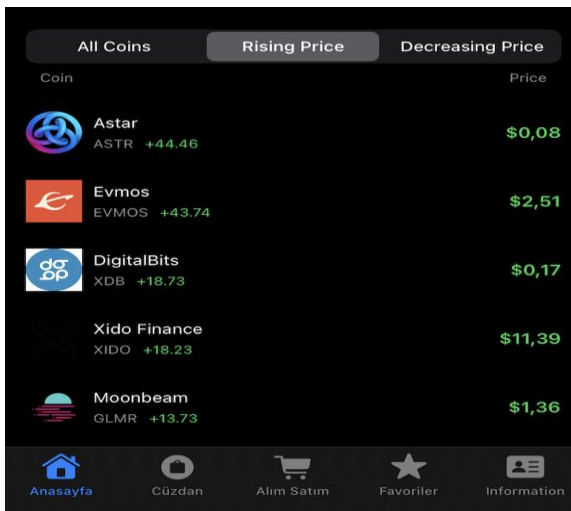 All Coins Rising Price Decreasing Price
Coin Price
Astar
ASTR +44.46 $0,08
Evmos
EVMOS +43.74 $2,51
DigitalBits
XDB +18.73 $0,17
Xido Finance
XIDO +18.23 $11,39
Moonbeam
GLMR +13.73 $1,36
Anasayfa Cüzdan Alım Satım Favoriler Information